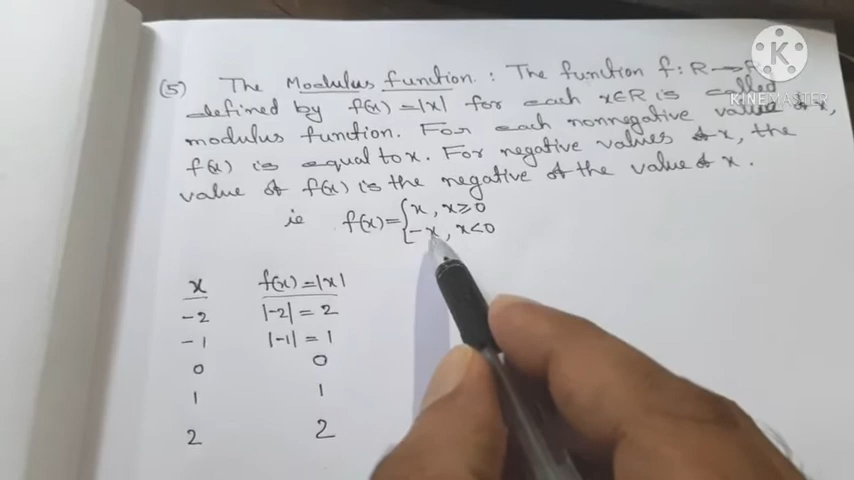 (5) The Modulus function : The function f: R→R
defined by f(x) = |x| for each x∈R is called
modulus function. For each nonnegative value of x,
f(x) is equal to x. For negative values of x, the
value of f(x) is the negative of the value of x.
ie f(x) = { x, x≥0
-x, x<0
x f(x) = |x|
-2 |-2| = 2
-1 |-1| = 1
0 0
1 1
2 2
K
KINEMASTER